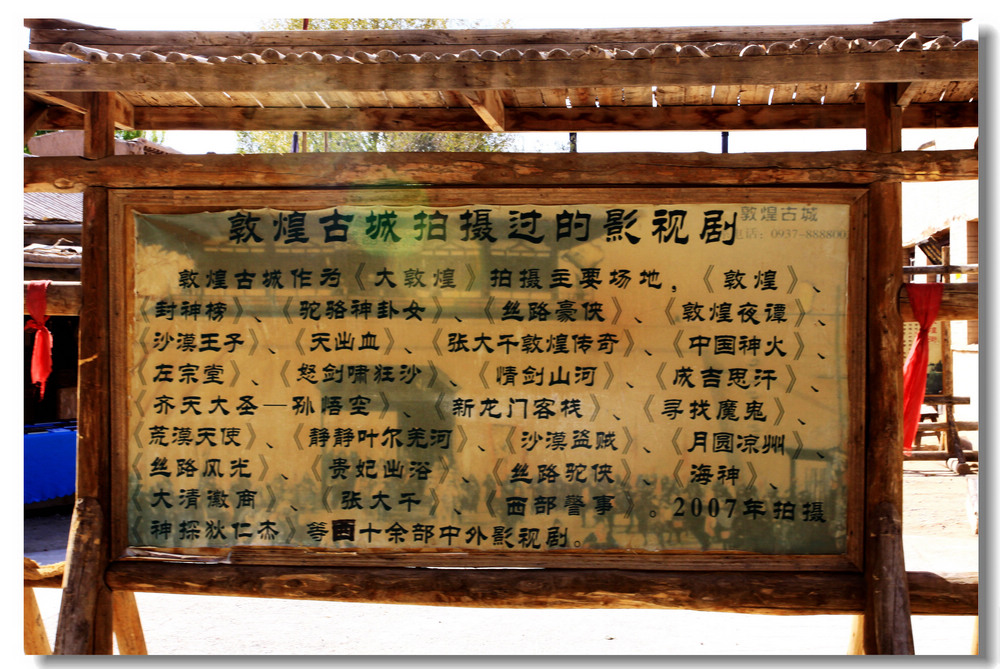 敦煌古城拍摄过的影视剧
敦煌古城
电话：0937-888800
敦煌古城作为《大敦煌》拍摄主要场地，《敦煌》、
《封神榜》、《驼骆神卦女》、《丝路豪侠》、《敦煌夜谭》、
《沙漠王子》、《天出血》、《张大千敦煌传奇》、《中国神火》、
《左宗堂》、《怒剑啸狂沙》、《情剑山河》、《成吉思汗》、
《齐天大圣—孙悟空》、《新龙门客栈》、《寻找魔鬼》、
《荒漠天使》、《静静叶尔羌河》、《沙漠盗贼》、《月圆凉州》、
《丝路风光》、《贵妃出浴》、《丝路驼侠》、《海神》、
《大清徽商》、《张大千》、《西部警事》。2007年拍摄
《神探狄仁杰》等四十余部中外影视剧。